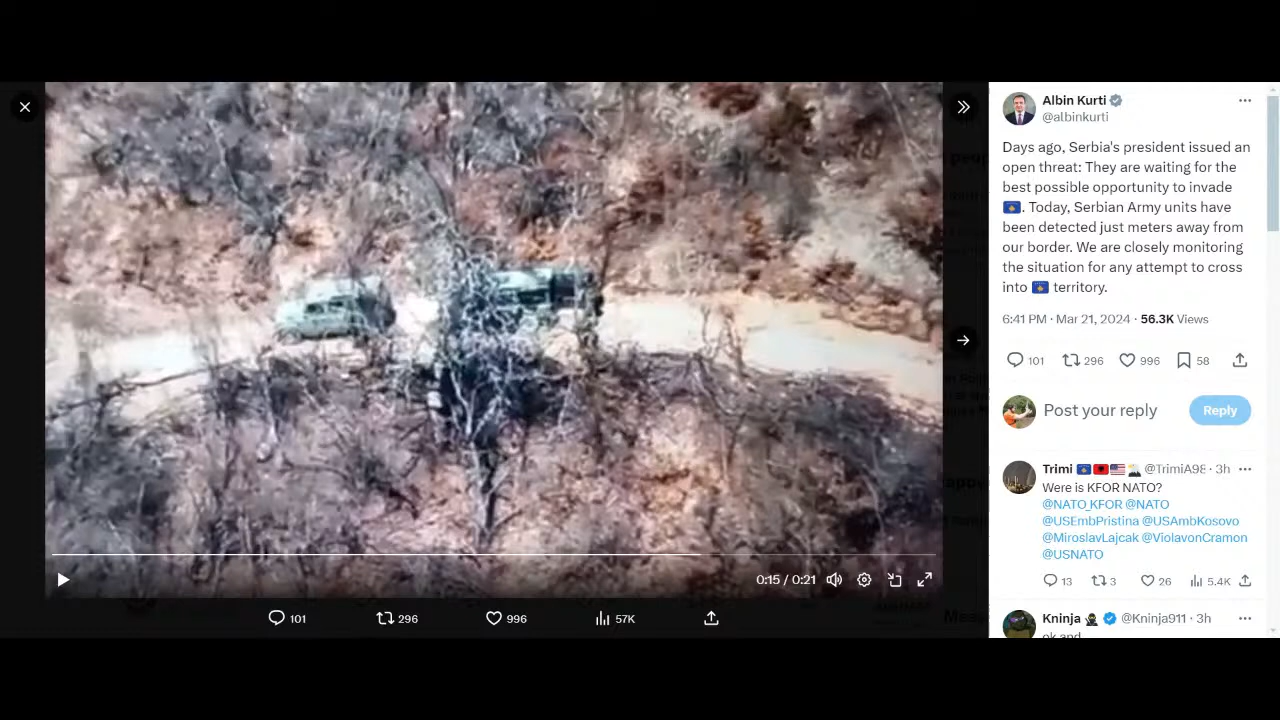 Albin Kurti
@albinkurti
Days ago, Serbia's president issued an
open threat: They are waiting for the
best possible opportunity to invade
🇽🇰. Today, Serbian Army units have
been detected just meters away from
our border. We are closely monitoring
the situation for any attempt to cross
into 🇽🇰 territory.
6:41 PM · Mar 21, 2024 · 56.3K Views
101 296 996 58
Post your reply Reply
Trimi 🇽🇰🇦🇱🇺🇸 @TrimiA98 · 3h
Were is KFOR NATO?
@NATO_KFOR @NATO
@USEmbPristina @USAmbKosovo
@MiroslavLajcak @ViolavonCramon
@USNATO
13 3 26 5.4K
Kninja @Kninja911 · 3h
ok and
0:15 / 0:21
101 296 996 57K